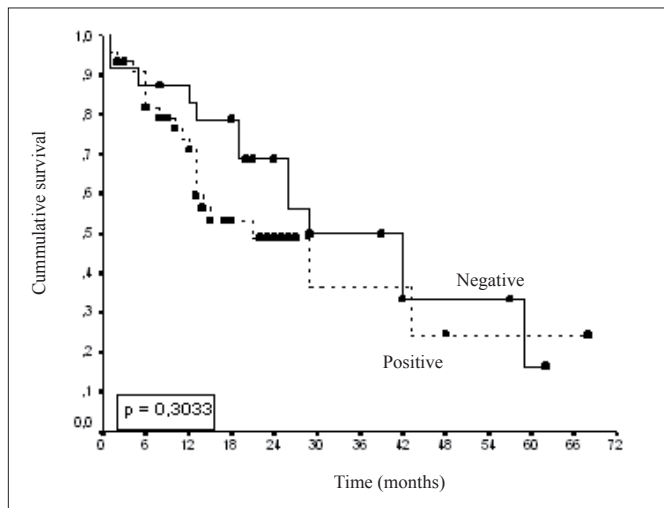 1,0
,9
,8
,7
,6
,5
,4
,3
,2
,1
0,0
Cummulative survival
Negative
Positive
p = 0,3033
0 6 12 18 24 30 36 42 48 54 60 66 72
Time (months)